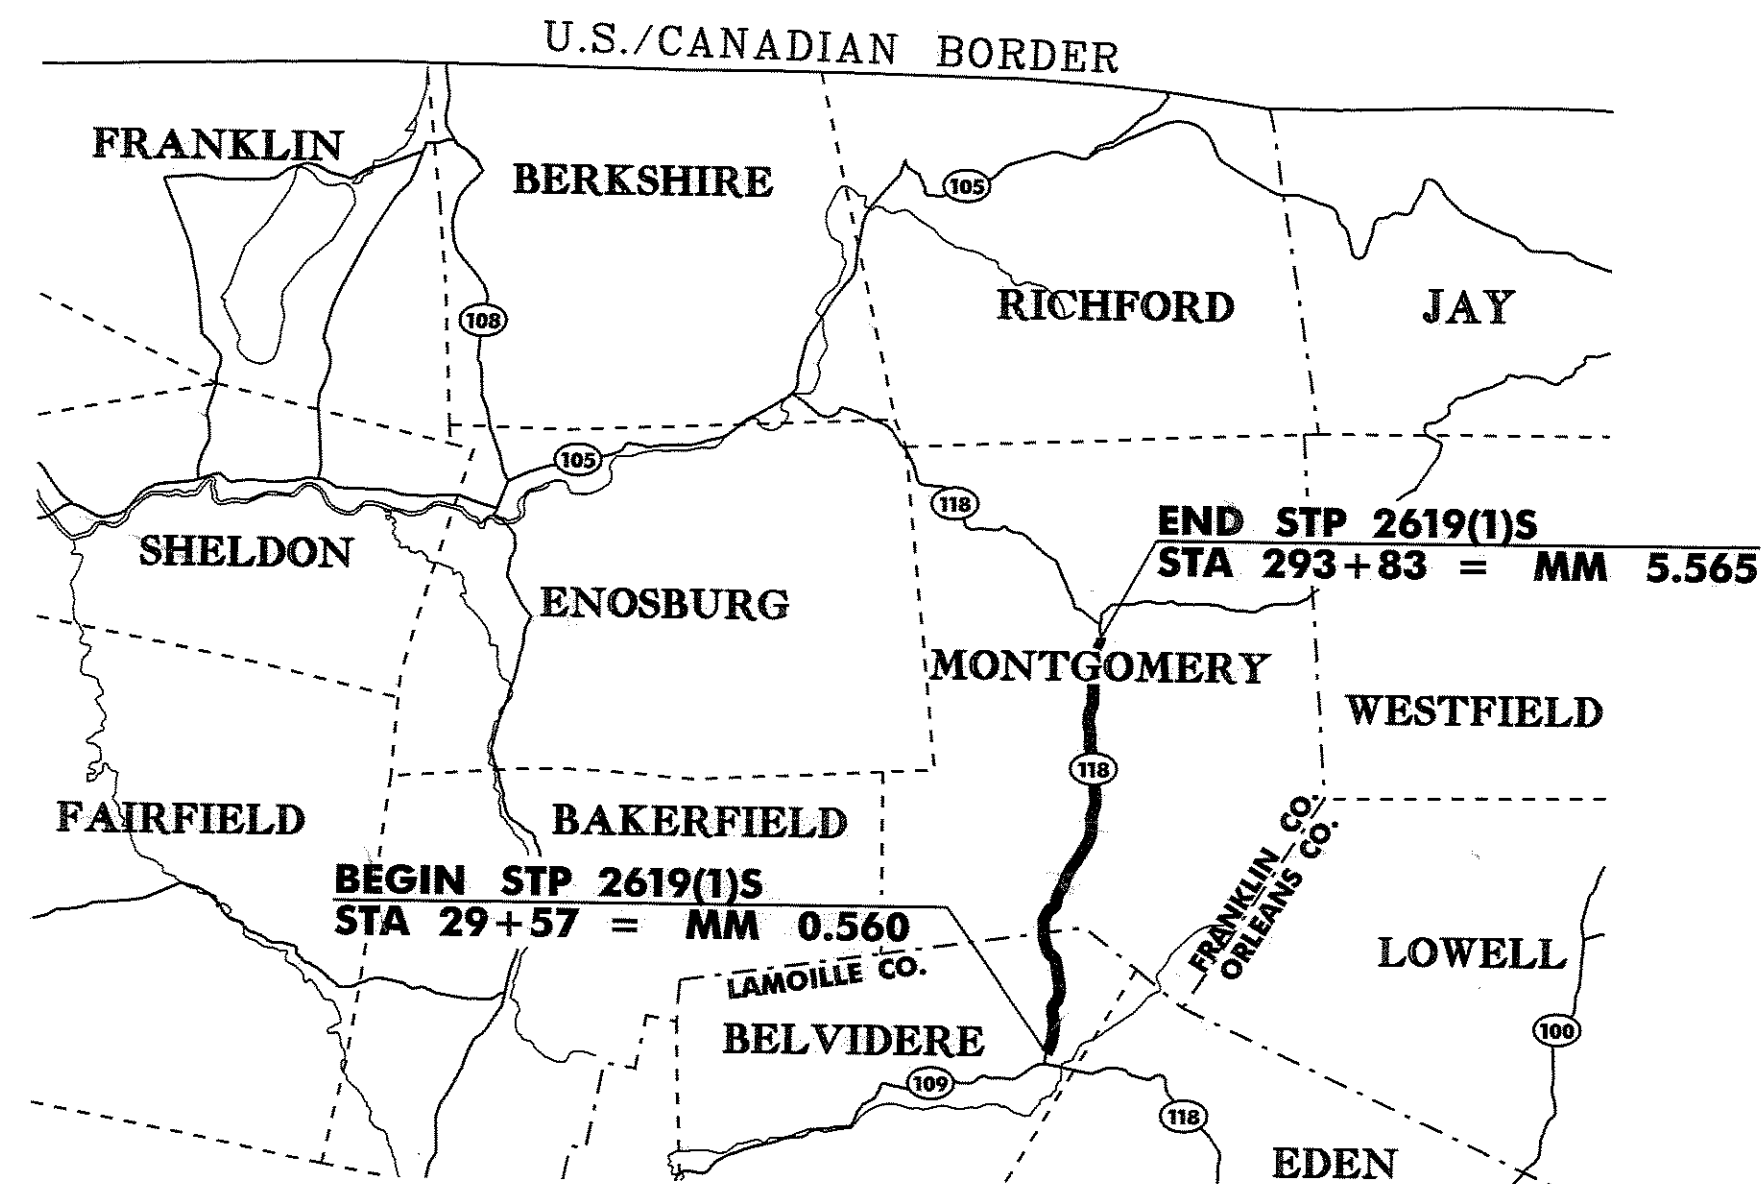 U.S./CANADIAN BORDER
FRANKLIN
BERKSHIRE
105
RICHFORD
JAY
108
105
118
END STP 2619(1)S
STA 293+83 = MM 5.565
SHELDON
ENOSBURG
MONTGOMERY
WESTFIELD
118
FAIRFIELD
BAKERFIELD
BEGIN STP 2619(1)S
STA 29+57 = MM 0.560
FRANKLIN CO.
ORLEANS CO.
LOWELL
LAMOILLE CO.
BELVIDERE
100
109
118
EDEN